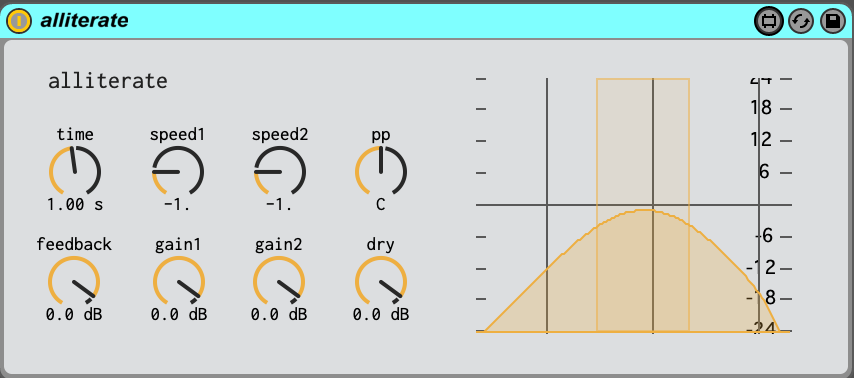 alliterate
alliterate
time speed1 speed2 pp
1.00 s -1. -1. C
feedback gain1 gain2 dry
0.0 dB 0.0 dB 0.0 dB 0.0 dB
24
18
12
6
-6
-12
-18
-24